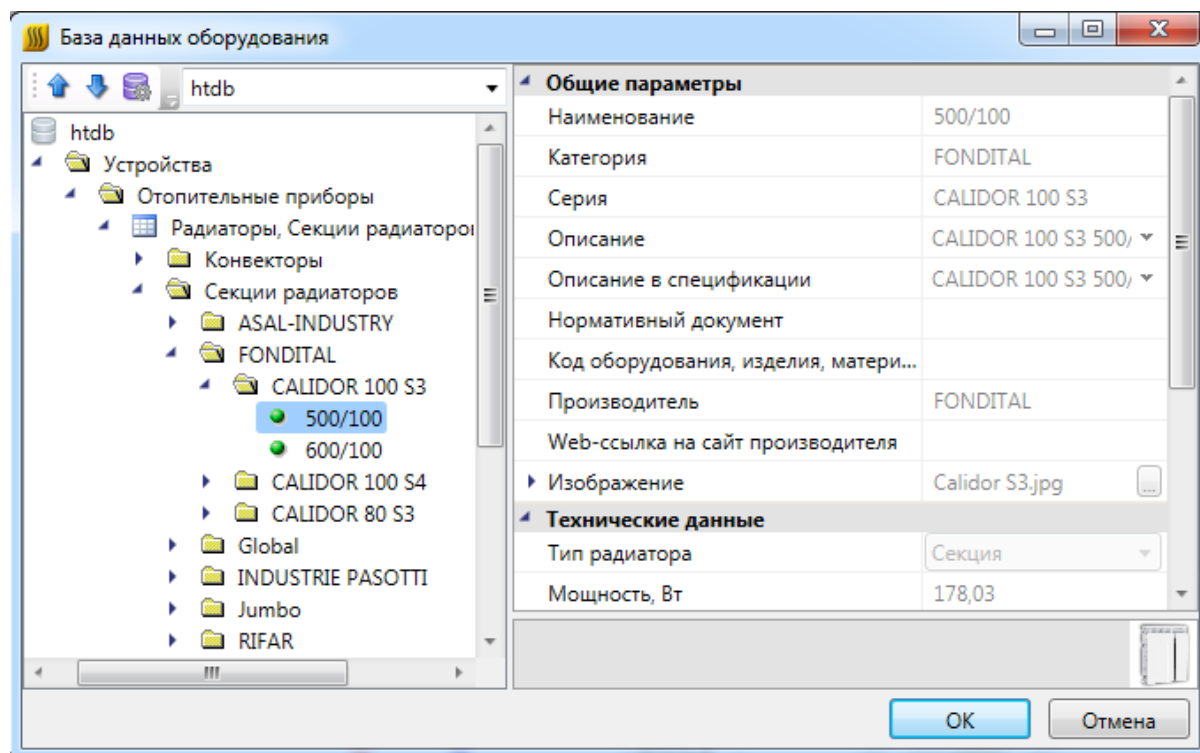 База данных оборудования
htdb
htdb
Устройства
Отопительные приборы
Радиаторы, Секции радиаторов
Конвекторы
Секции радиаторов
ASAL-INDUSTRY
FONDITAL
CALIDOR 100 S3
500/100
600/100
CALIDOR 100 S4
CALIDOR 80 S3
Global
INDUSTRIE PASOTTI
Jumbo
RIFAR
Общие параметры
Наименование 500/100
Категория FONDITAL
Серия CALIDOR 100 S3
Описание CALIDOR 100 S3 500/
Описание в спецификации CALIDOR 100 S3 500/
Нормативный документ
Код оборудования, изделия, матери...
Производитель FONDITAL
Web-ссылка на сайт производителя
Изображение Calidor S3.jpg ...
Технические данные
Тип радиатора Секция
Мощность, Вт 178,03
OK Отмена